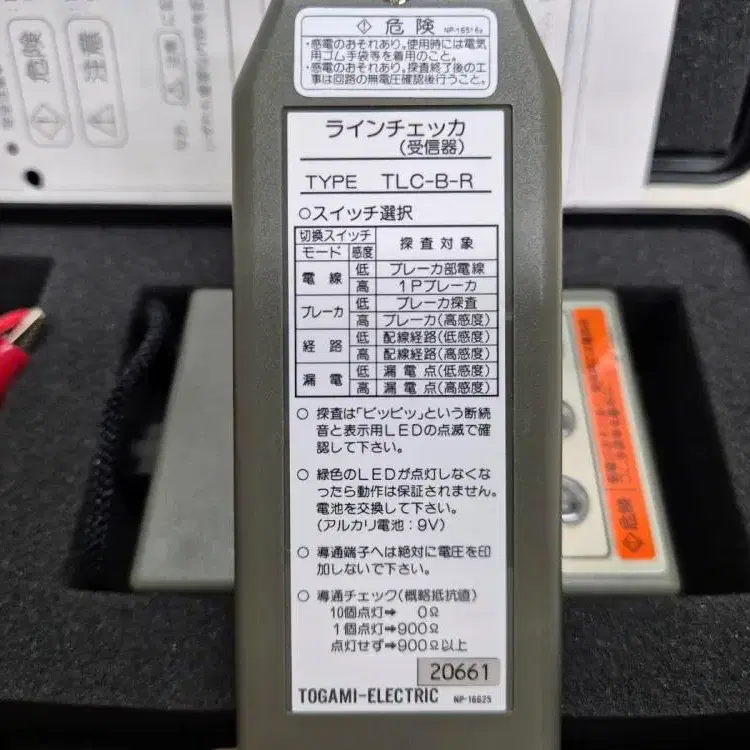 危険 NP-16516
・感電のおそれあり。使用時には電気
用ゴム手袋等を着用のこと。
・感電のおそれあり。探査終了後の工
事は回路の無電圧確認後行うこと。
ラインチェッカ
(受信器)
TYPE TLC-B-R
○スイッチ選択
切換スイッチ 探査対象
モード 感度
電線 低 ブレーカ部電線
高 1Pブレーカ
ブレーカ 低 ブレーカ探査
高 ブレーカ(高感度)
経路 低 配線経路(低感度)
高 配線経路(高感度)
漏電 低 漏電点(低感度)
高 漏電点(高感度)
○ 探査は「ピッピッ」という断続
音と表示用LEDの点滅で確
認して下さい。
○ 緑色のLEDが点灯しなくな
ったら動作は保証されません。
電池を交換して下さい。
(アルカリ電池:9V)
○ 導通端子へは絶対に電圧を印
加しないで下さい。
○ 導通チェック(概略抵抗値)
10個点灯→ 0Ω
1個点灯→900Ω
点灯せず→900Ω以上
20661
TOGAMI-ELECTRIC NP-16625
危険
注意
注意
危険
注意
危険